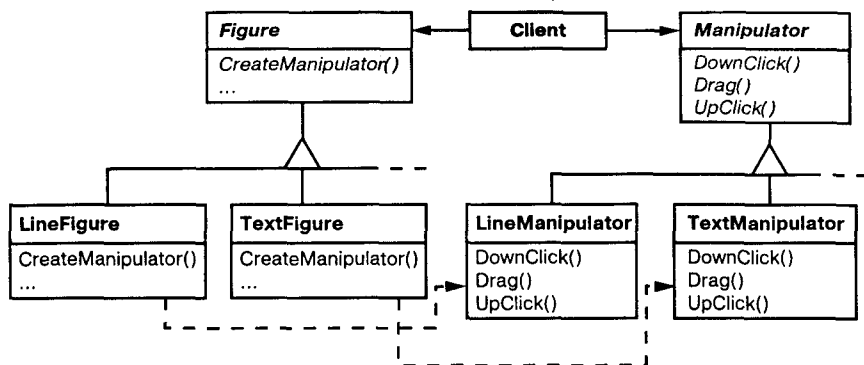 Figure
CreateManipulator()
...
Client
Manipulator
DownClick()
Drag()
UpClick()
LineFigure
CreateManipulator()
...
TextFigure
CreateManipulator()
...
LineManipulator
DownClick()
Drag()
UpClick()
TextManipulator
DownClick()
Drag()
UpClick()